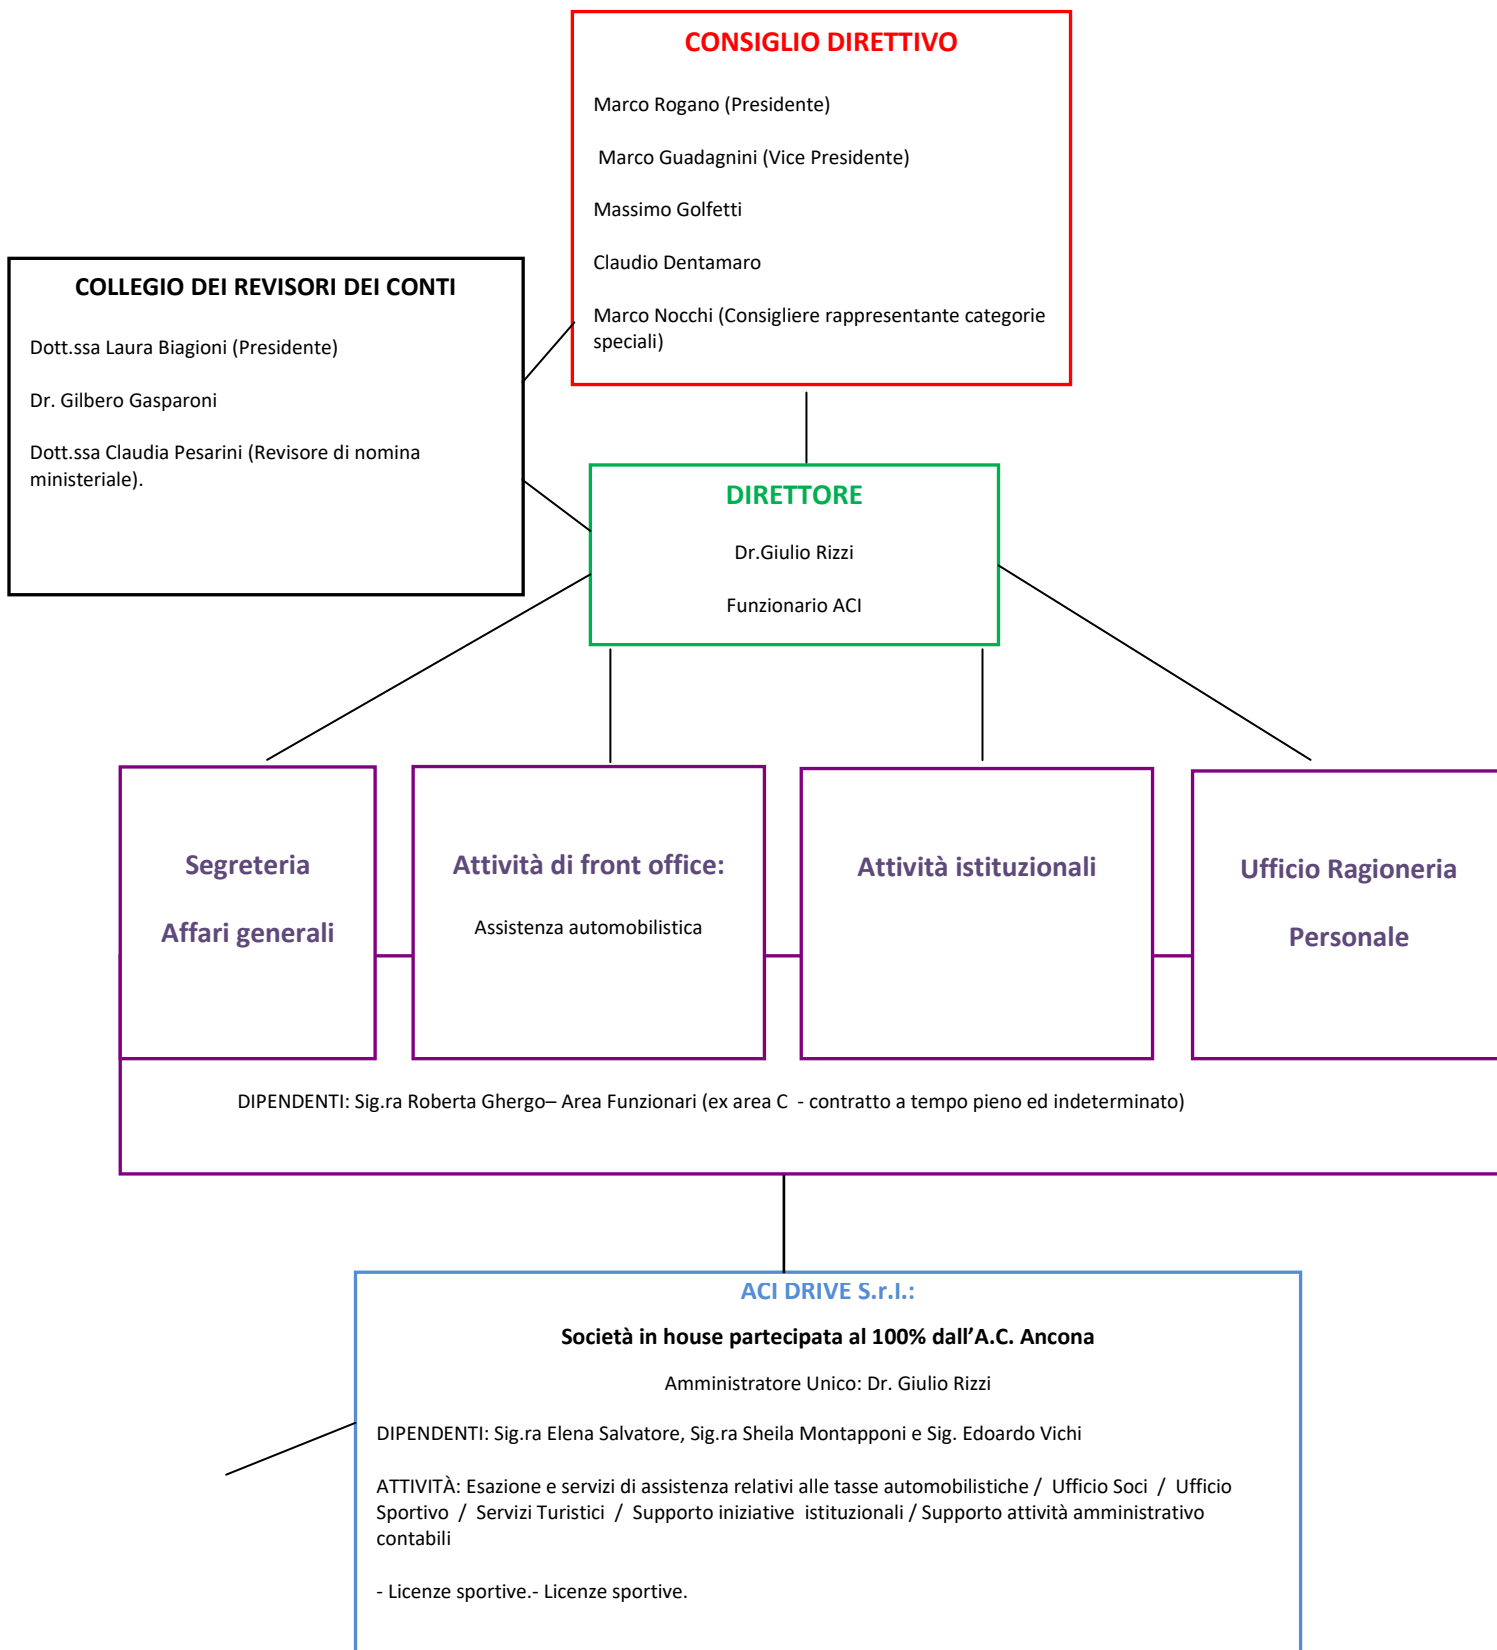 CONSIGLIO DIRETTIVO
Marco Rogano (Presidente)
Marco Guadagnini (Vice Presidente)
Massimo Golfetti
Claudio Dentamaro
Marco Nocchi (Consigliere rappresentante categorie
speciali)
COLLEGIO DEI REVISORI DEI CONTI
Dott.ssa Laura Biagioni (Presidente)
Dr. Gilbero Gasparoni
Dott.ssa Claudia Pesarini (Revisore di nomina
ministeriale).
DIRETTORE
Dr.Giulio Rizzi
Funzionario ACI
Segreteria
Affari generali
Attività di front office:
Assistenza automobilistica
Attività istituzionali
Ufficio Ragioneria
Personale
DIPENDENTI: Sig.ra Roberta Ghergo– Area Funzionari (ex area C  - contratto a tempo pieno ed indeterminato)
ACI DRIVE S.r.l.:
Società in house partecipata al 100% dall’A.C. Ancona
Amministratore Unico: Dr. Giulio Rizzi
DIPENDENTI: Sig.ra Elena Salvatore, Sig.ra Sheila Montapponi e Sig. Edoardo Vichi
ATTIVITÀ: Esazione e servizi di assistenza relativi alle tasse automobilistiche /  Ufficio Soci  /  Ufficio
Sportivo  /  Servizi Turistici  /  Supporto iniziative  istituzionali / Supporto attività amministrativo
contabili
- Licenze sportive.- Licenze sportive.